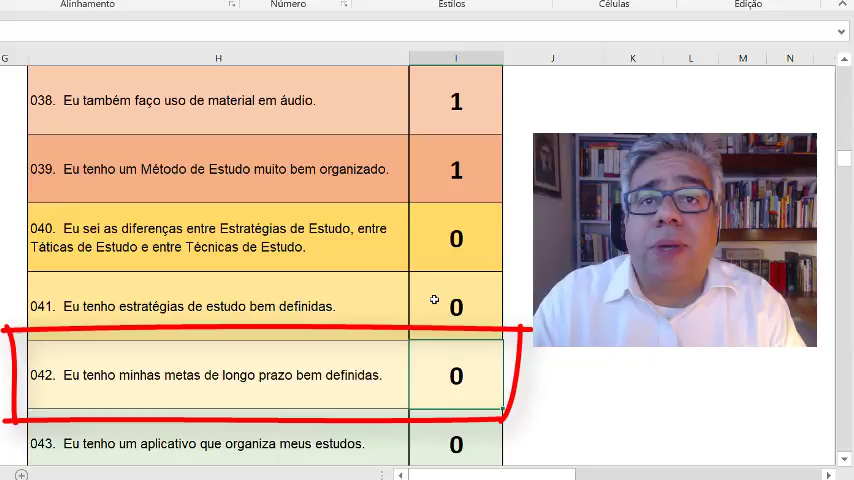 Alinhamento
Número
Estilos
Células
Edição
G
H
I
J
K
L
M
N
038. Eu também faço uso de material em áudio.
1
039. Eu tenho um Método de Estudo muito bem organizado.
1
040. Eu sei as diferenças entre Estratégias de Estudo, entre
Táticas de Estudo e entre Técnicas de Estudo.
0
041. Eu tenho estratégias de estudo bem definidas.
0
042. Eu tenho minhas metas de longo prazo bem definidas.
0
043. Eu tenho um aplicativo que organiza meus estudos.
0